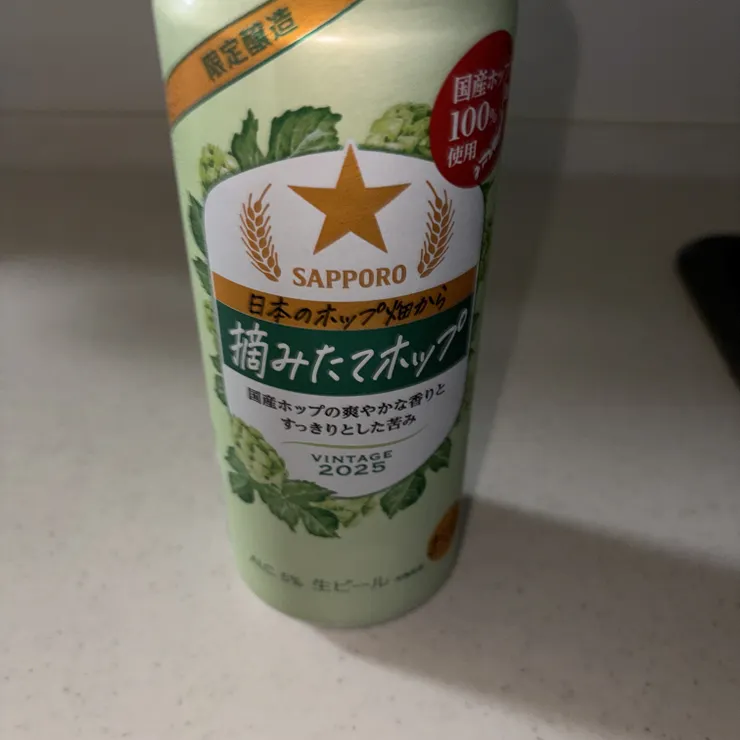 限定醸造
国産ホップ
100%
使用
SAPPORO
日本のホップ畑から
摘みたてホップ
国産ホップの爽やかな香りと
すっきりとした苦み
VINTAGE
2025
ALC. 5% 生ビール